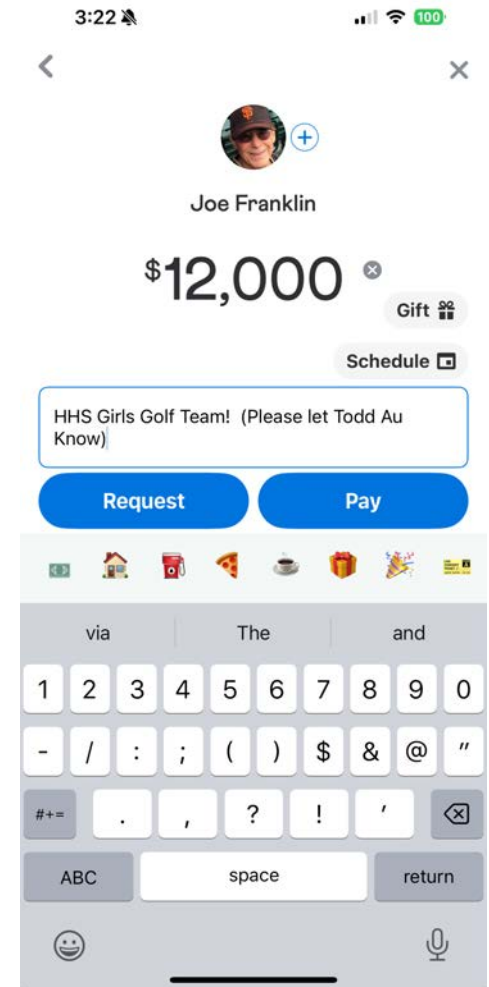 3:22
100
Joe Franklin
$12,000
Gift
Schedule
HHS Girls Golf Team!  (Please let Todd Au
Know)
Request
Pay
via
The
and
1 2 3 4 5 6 7 8 9 0
- / : ; ( ) $ & @ "
#+= . , ? ! '
ABC
space
return